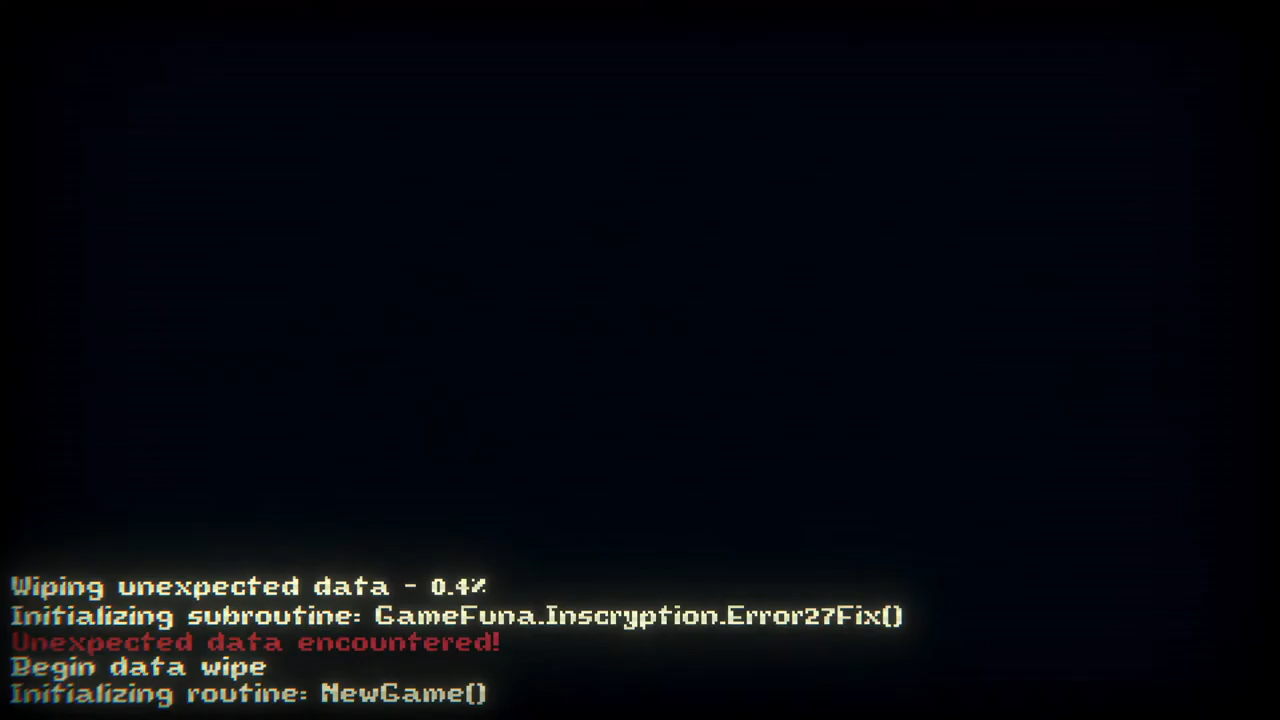 Wiping unexpected data - 0.4%
Initializing subroutine: GameFuna.Inscryption.Error27Fix()
Unexpected data encountered!
Begin data wipe
Initializing routine: NewGame()